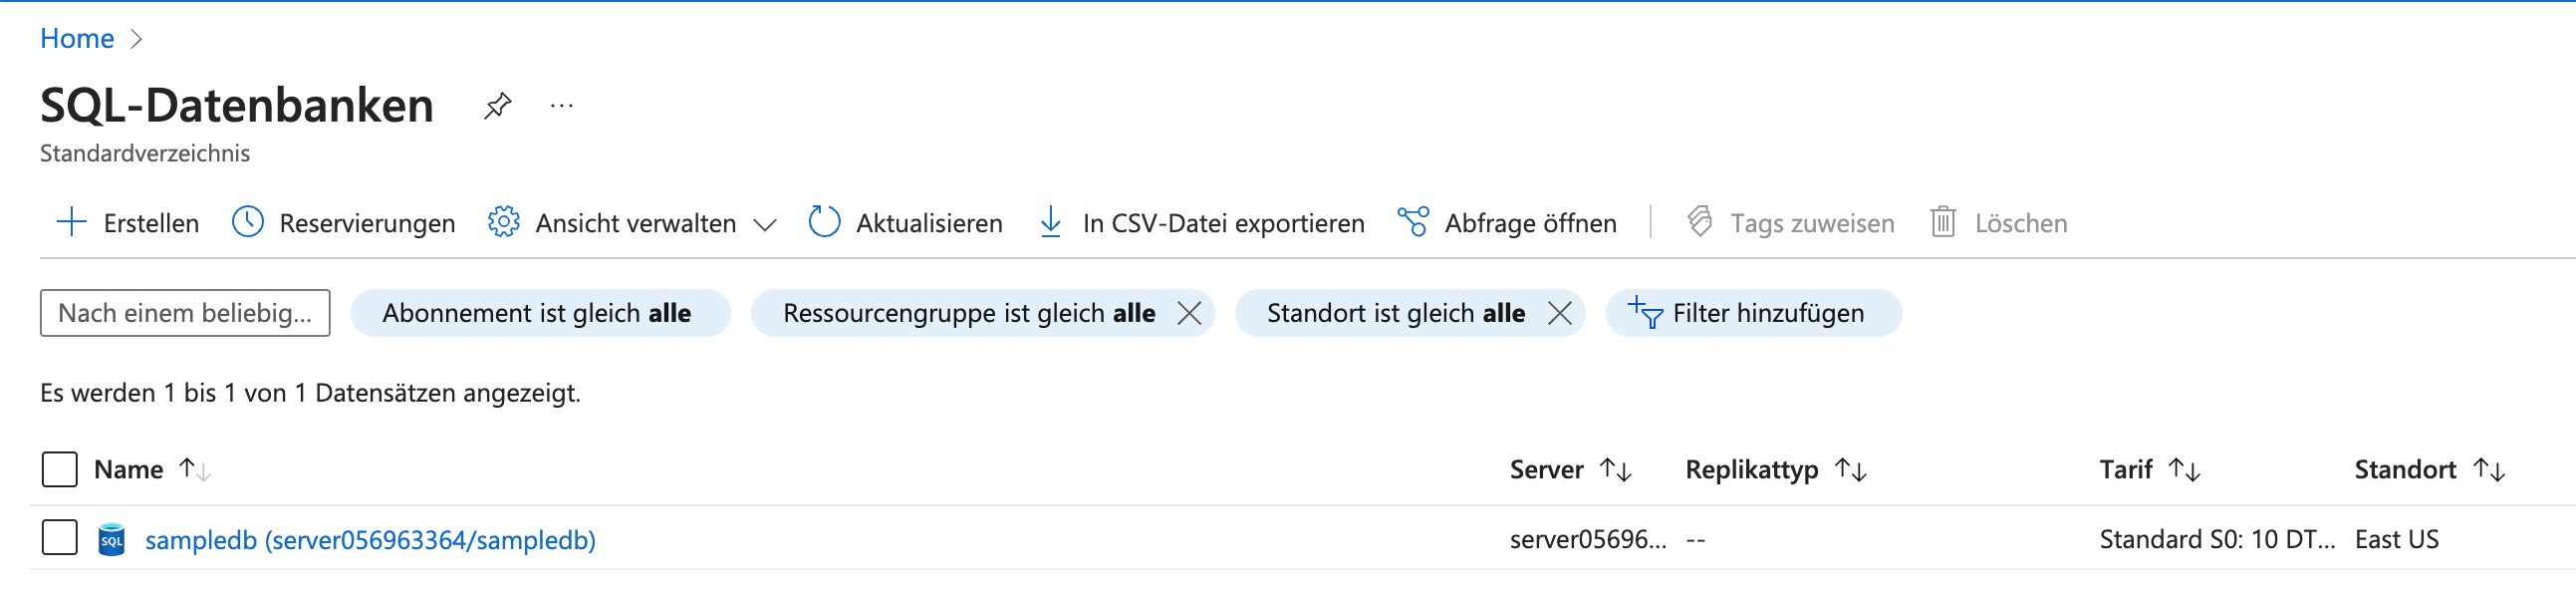 Home
SQL-Datenbanken ...
Standardverzeichnis
Erstellen Reservierungen Ansicht verwalten Aktualisieren In CSV-Datei exportieren Abfrage öffnen Tags zuweisen Löschen
Nach einem beliebig... Abonnement ist gleich alle Ressourcengruppe ist gleich alle Standort ist gleich alle Filter hinzufügen
Es werden 1 bis 1 von 1 Datensätzen angezeigt.
Name Server Replikattyp Tarif Standort
SQL sampledb (server056963364/sampledb) server05696... -- Standard S0: 10 DT... East US